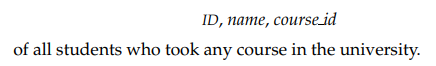 ID, name, course_id
of all students who took any course in the university.